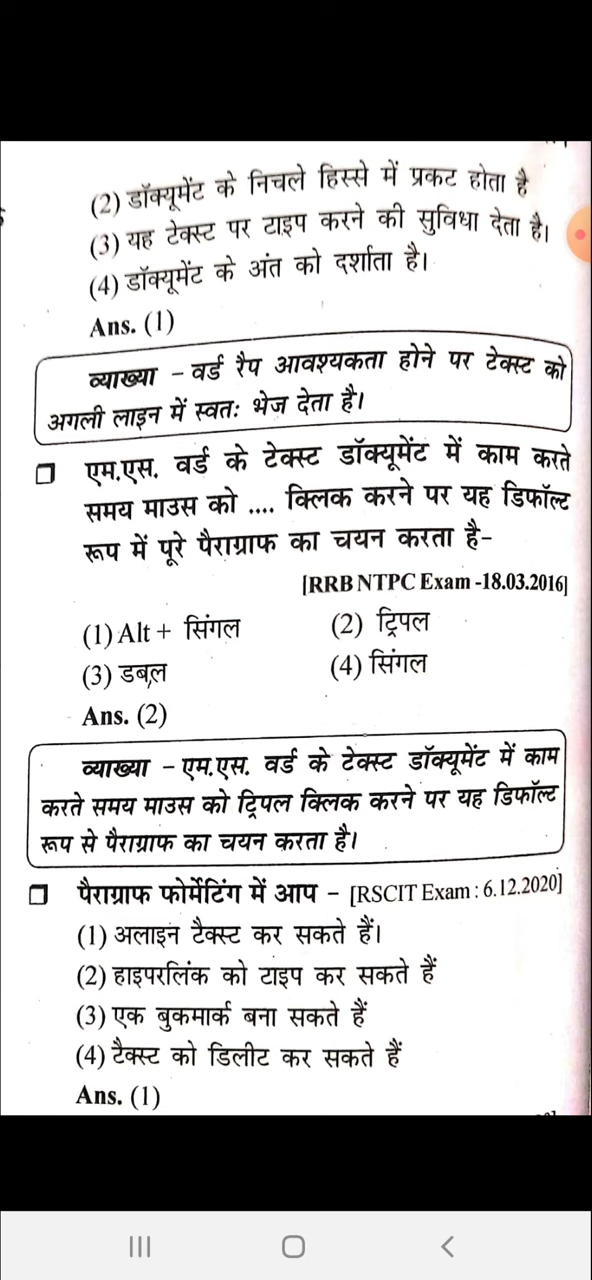 (2) डॉक्यूमेंट के निचले हिस्से में प्रकट होता है
(3) यह टेक्स्ट पर टाइप करने की सुविधा देता है।
(4) डॉक्यूमेंट के अंत को दर्शाता है।
Ans. (1)
व्याख्या – वर्ड रैप आवश्यकता होने पर टेक्स्ट को
अगली लाइन में स्वतः भेज देता है।
एम.एस. वर्ड के टेक्स्ट डॉक्यूमेंट में काम करते
समय माउस को .... क्लिक करने पर यह डिफॉल्ट
रूप में पूरे पैराग्राफ का चयन करता है–
[RRB NTPC Exam -18.03.2016]
(1) Alt + सिंगल (2) ट्रिपल
(3) डबल (4) सिंगल
Ans. (2)
व्याख्या – एम.एस. वर्ड के टेक्स्ट डॉक्यूमेंट में काम
करते समय माउस को ट्रिपल क्लिक करने पर यह डिफॉल्ट
रूप से पैराग्राफ का चयन करता है।
पैराग्राफ फोर्मेटिंग में आप – [RSCIT Exam : 6.12.2020]
(1) अलाइन टैक्स्ट कर सकते हैं।
(2) हाइपरलिंक को टाइप कर सकते हैं
(3) एक बुकमार्क बना सकते हैं
(4) टैक्स्ट को डिलीट कर सकते हैं
Ans. (1)